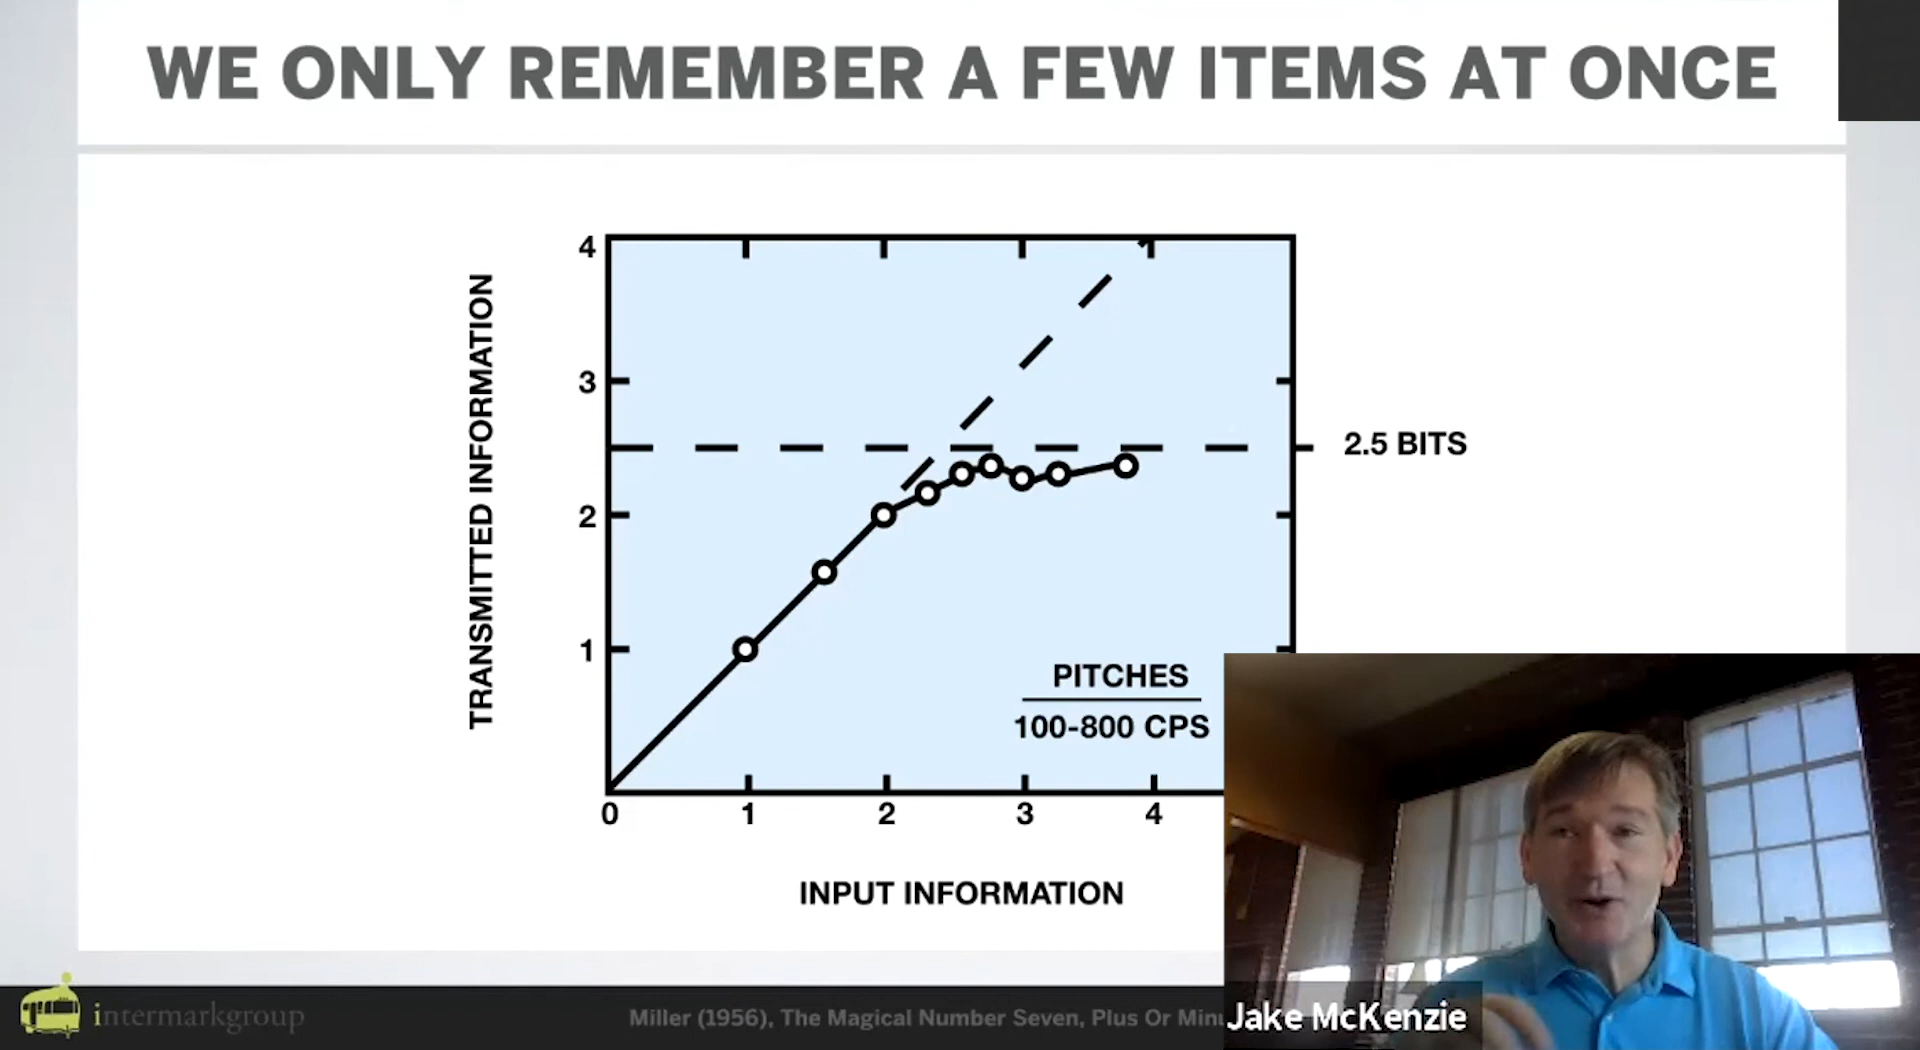 WE ONLY REMEMBER A FEW ITEMS AT ONCE
4
3
2
1
TRANSMITTED INFORMATION
2.5 BITS
PITCHES
100-800 CPS
0 1 2 3 4
INPUT INFORMATION
intermarkgroup
Miller (1956), The Magical Number Seven, Plus Or Minu
Jake McKenzie